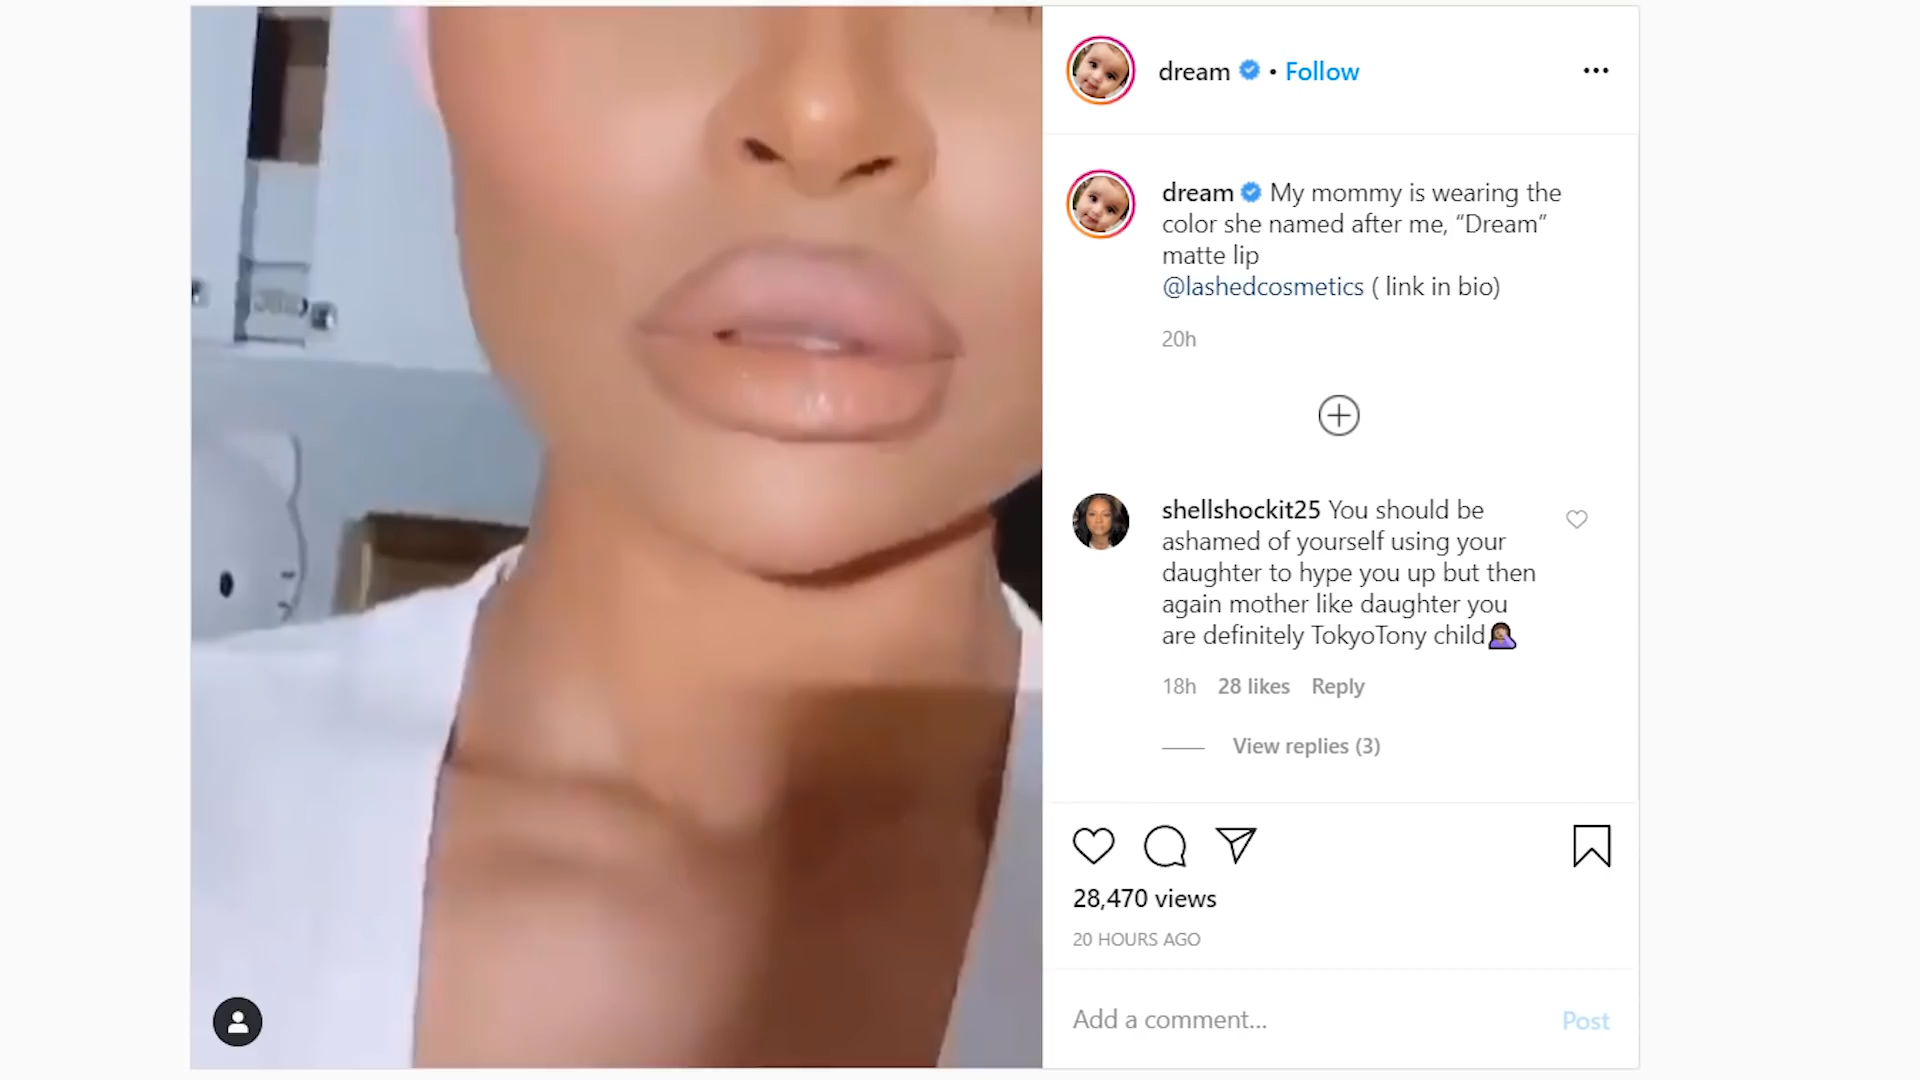 dream • Follow
dream My mommy is wearing the
color she named after me, “Dream”
matte lip
@lashedcosmetics ( link in bio)
20h
shellshockit25 You should be
ashamed of yourself using your
daughter to hype you up but then
again mother like daughter you
are definitely TokyoTony child🤦🏾‍♀️
18h 28 likes Reply
View replies (3)
28,470 views
20 HOURS AGO
Add a comment... Post